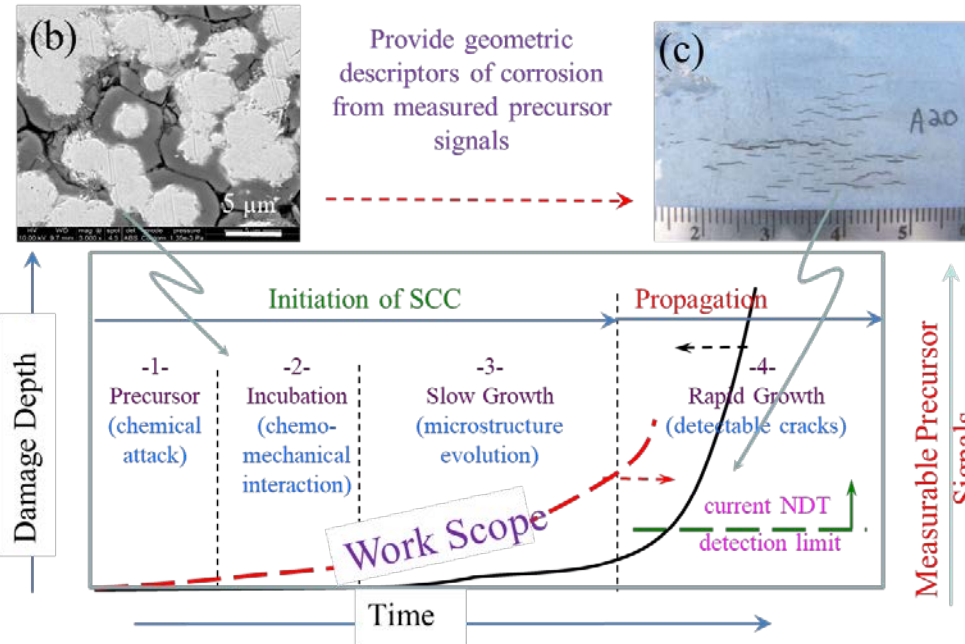 (b)
5 µm
Provide geometric
descriptors of corrosion
from measured precursor
signals
(c)
A20
2 3 4 5 6
Initiation of SCC
Propagation
-1-
Precursor
(chemical
attack)
-2-
Incubation
(chemo-
mechanical
interaction)
-3-
Slow Growth
(microstructure
evolution)
-4-
Rapid Growth
(detectable cracks)
current NDT
detection limit
Work Scope
Damage Depth
Time
Measurable Precursor
Signals